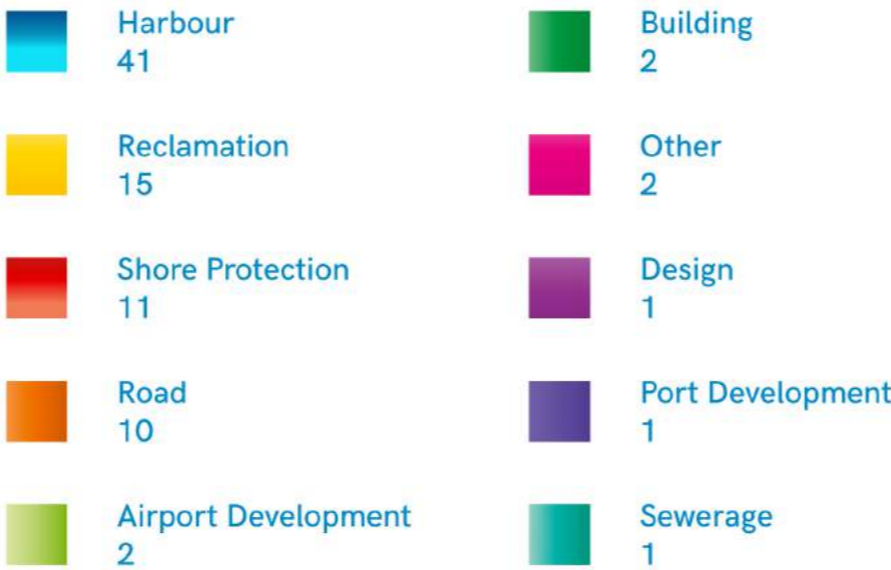 Harbour
41
Reclamation
15
Shore Protection
11
Road
10
Airport Development
2
Building
2
Other
2
Design
1
Port Development
1
Sewerage
1